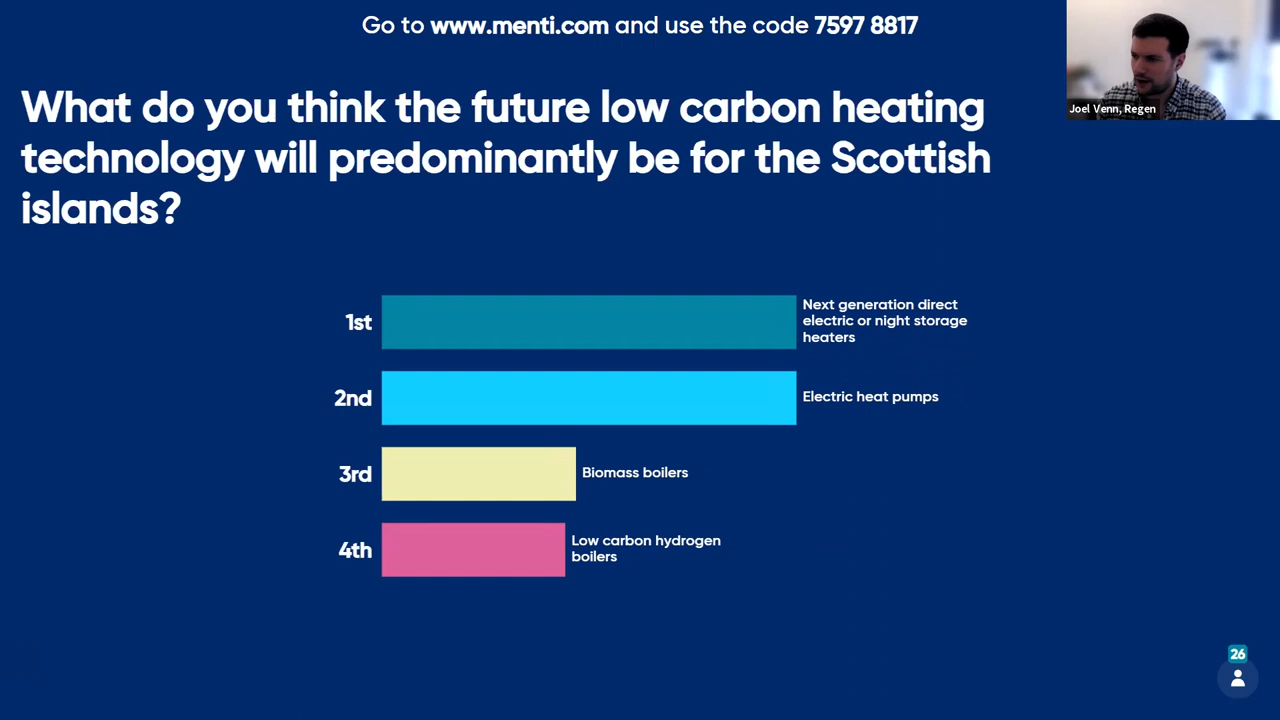 Go to www.menti.com and use the code 7597 8817
Joel Venn, Regen
What do you think the future low carbon heating
technology will predominantly be for the Scottish
islands?
1st
Next generation direct
electric or night storage
heaters
2nd
Electric heat pumps
3rd
Biomass boilers
4th
Low carbon hydrogen
boilers
26